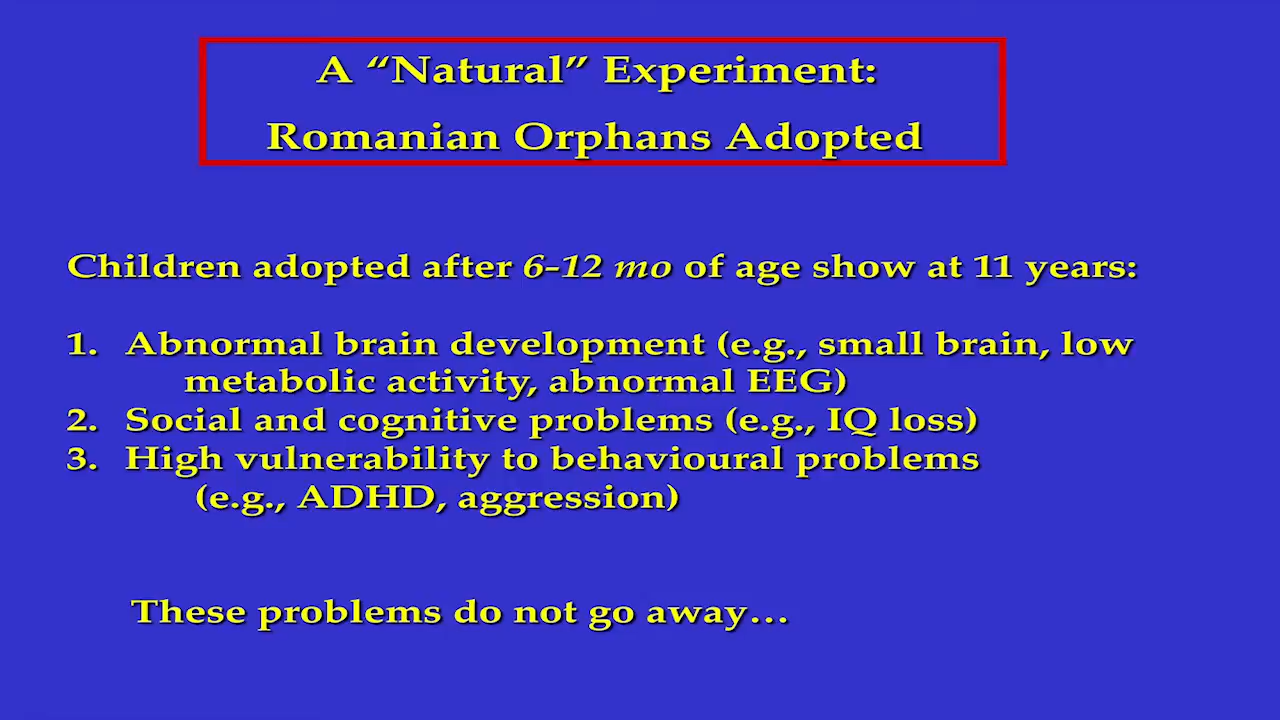 A “Natural” Experiment:
Romanian Orphans Adopted
Children adopted after 6-12 mo of age show at 11 years:
1. Abnormal brain development (e.g., small brain, low
metabolic activity, abnormal EEG)
2. Social and cognitive problems (e.g., IQ loss)
3. High vulnerability to behavioural problems
(e.g., ADHD, aggression)
These problems do not go away…